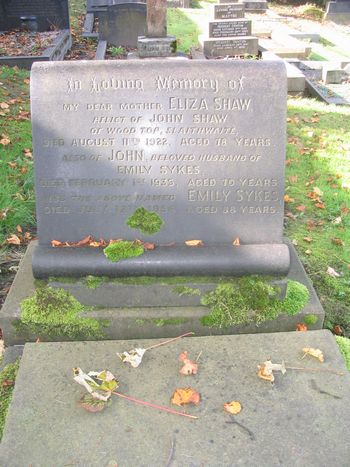 In Loving Memory of
MY DEAR MOTHER ELIZA SHAW
RELICT OF JOHN SHAW
OF WOOD TOP, SLAITHWAITE,
DIED AUGUST 11TH 1922, AGED 78 YEARS.
ALSO OF JOHN, BELOVED HUSBAND OF
EMILY SYKES
DIED FEBRUARY 1ST AGED 70 YEARS
ALSO THE ABOVE NAMED EMILY SYKES
DIED JULY AGED 88 YEARS.